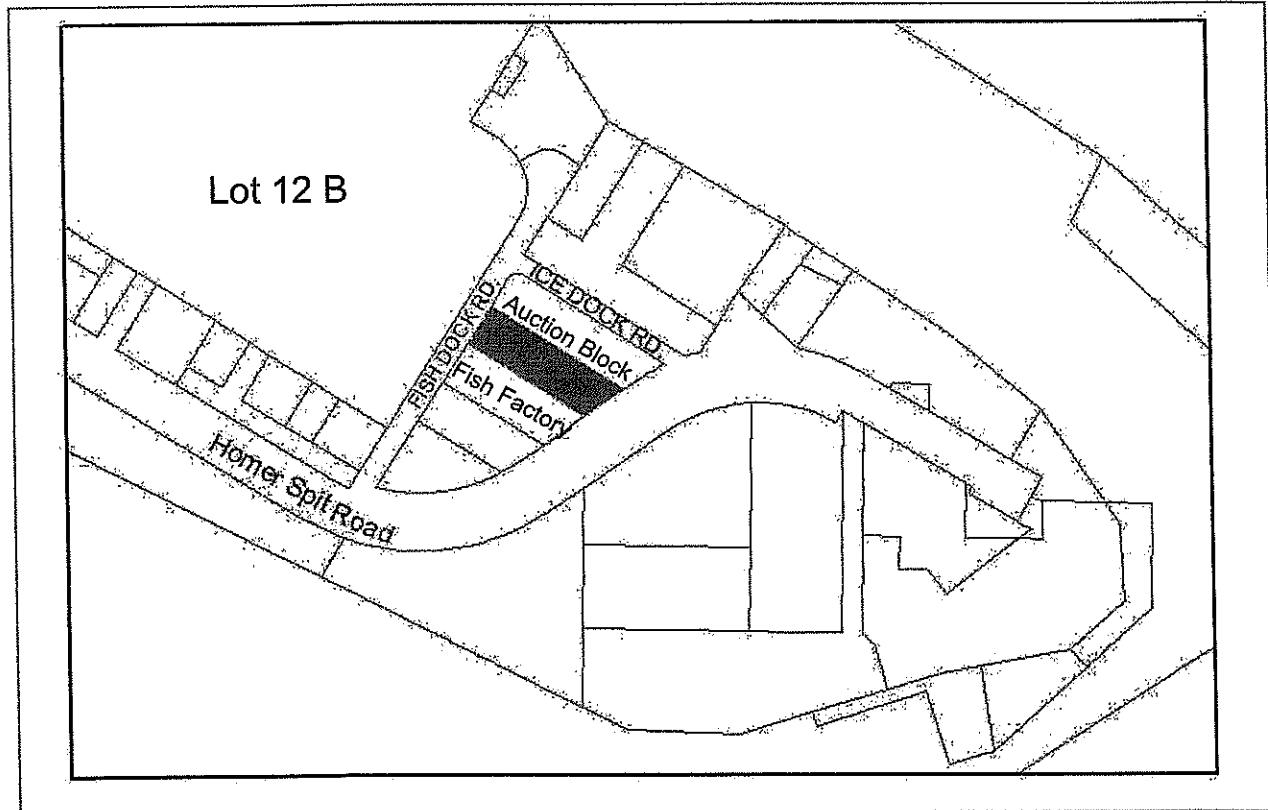 Lot 12 B
ICE DOCK RD.
Auction Block
FISH DOCK RD.
Fish Factory
Homer Spit Road